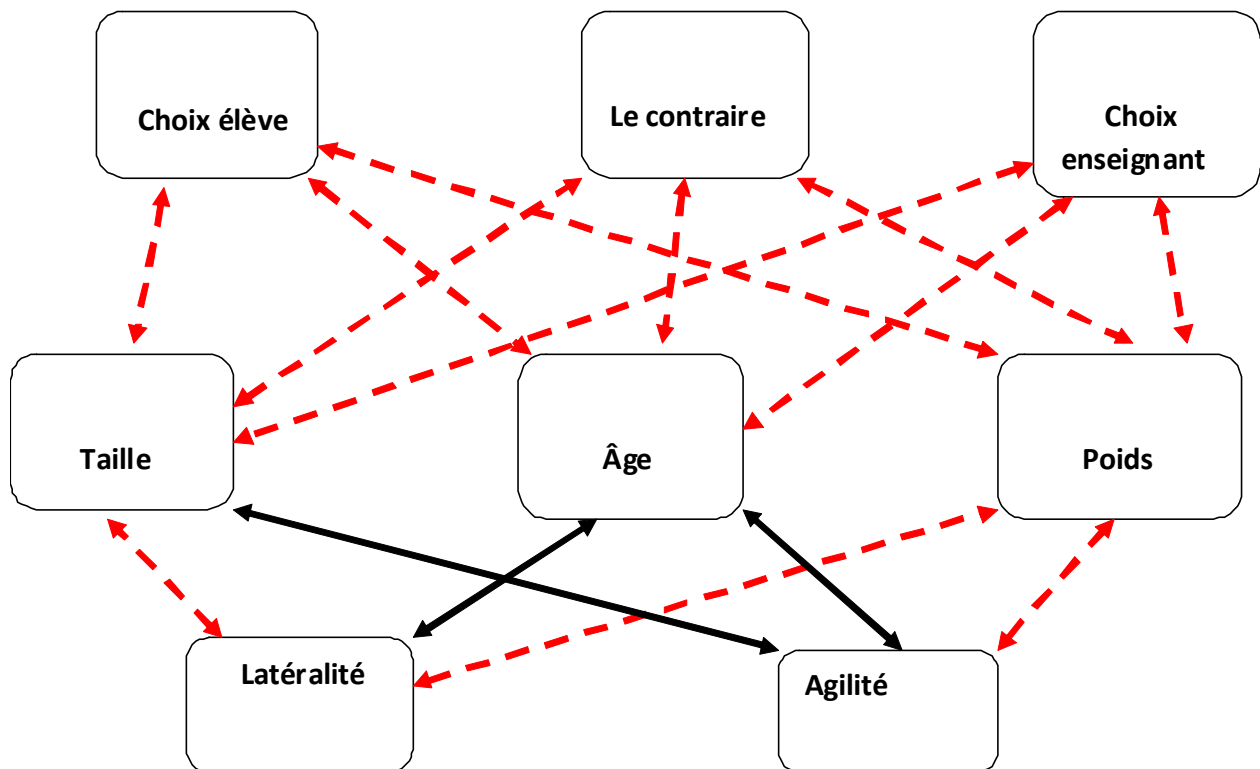 Choix élève
Le contraire
Choix
enseignant
Taille
Âge
Poids
Latéralité
Agilité